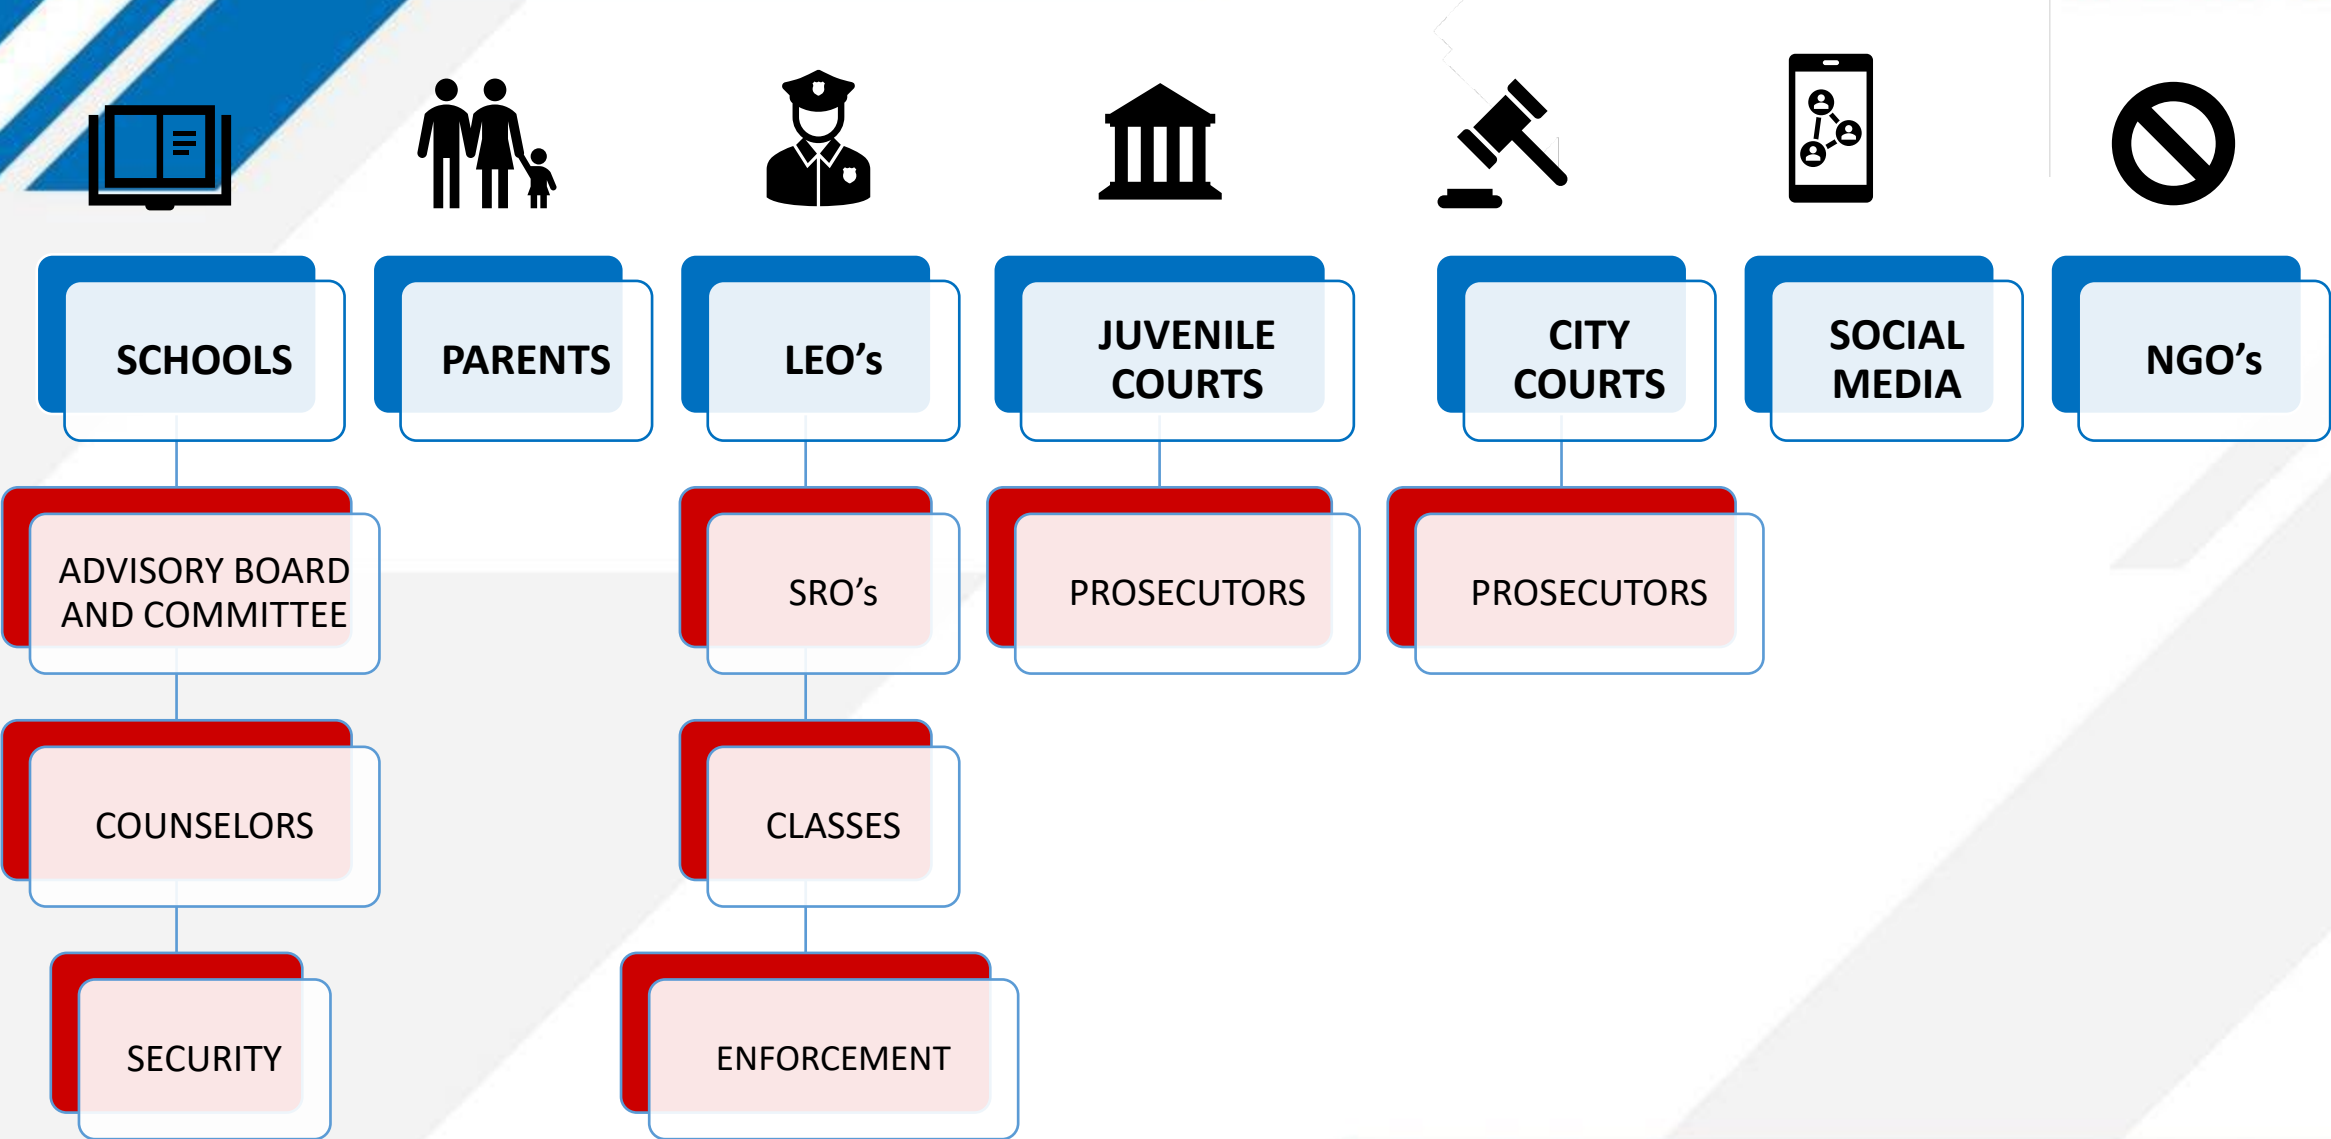 SCHOOLS
PARENTS
LEO’s
JUVENILE
COURTS
CITY
COURTS
SOCIAL
MEDIA
NGO’s
ADVISORY BOARD
AND COMMITTEE
SRO’s
PROSECUTORS
PROSECUTORS
COUNSELORS
CLASSES
SECURITY
ENFORCEMENT